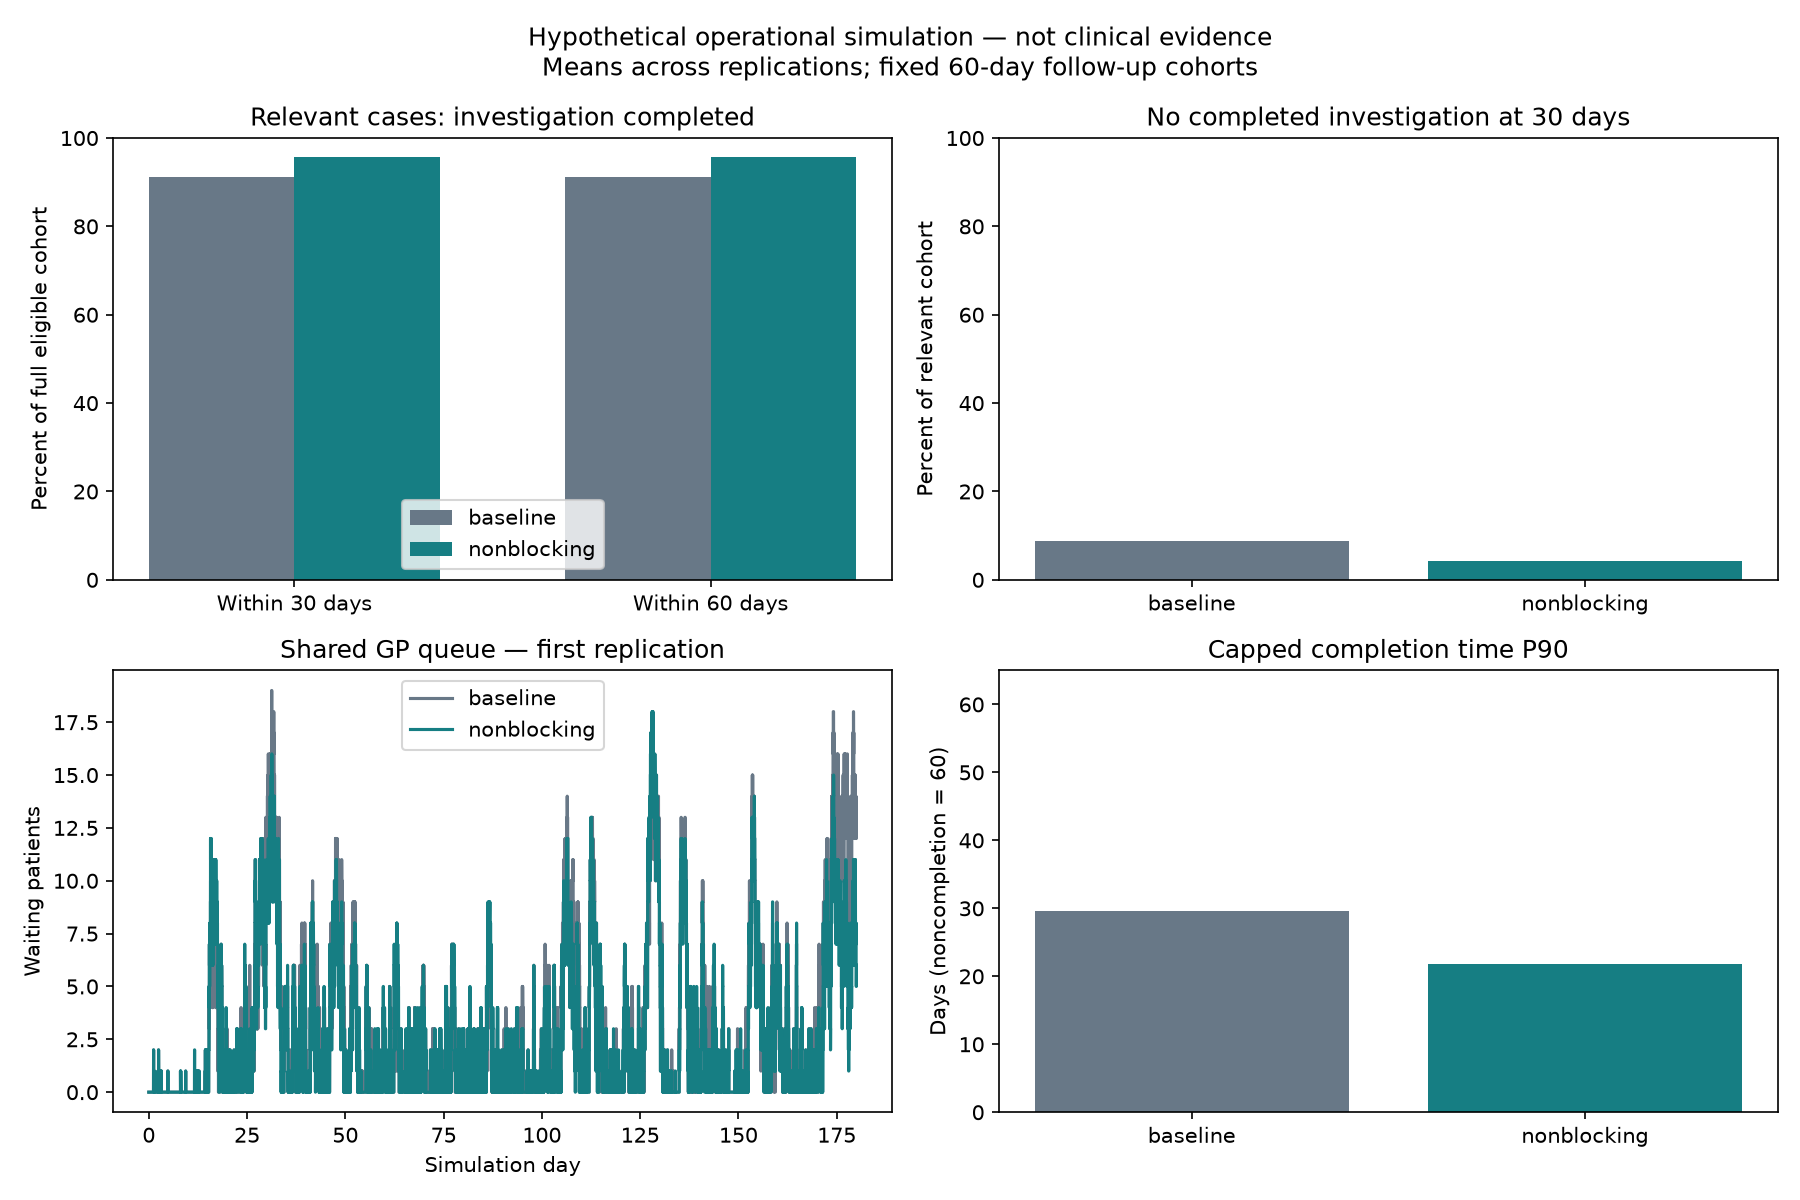 Hypothetical operational simulation — not clinical evidence
Means across replications; fixed 60-day follow-up cohorts
Relevant cases: investigation completed
Percent of full eligible cohort
100
80
60
40
20
0
baseline
nonblocking
Within 30 days
Within 60 days
No completed investigation at 30 days
Percent of relevant cohort
100
80
60
40
20
0
baseline
nonblocking
Shared GP queue — first replication
Waiting patients
17.5
15.0
12.5
10.0
7.5
5.0
2.5
0.0
baseline
nonblocking
0
25
50
75
100
125
150
175
Simulation day
Capped completion time P90
Days (noncompletion = 60)
60
50
40
30
20
10
0
baseline
nonblocking